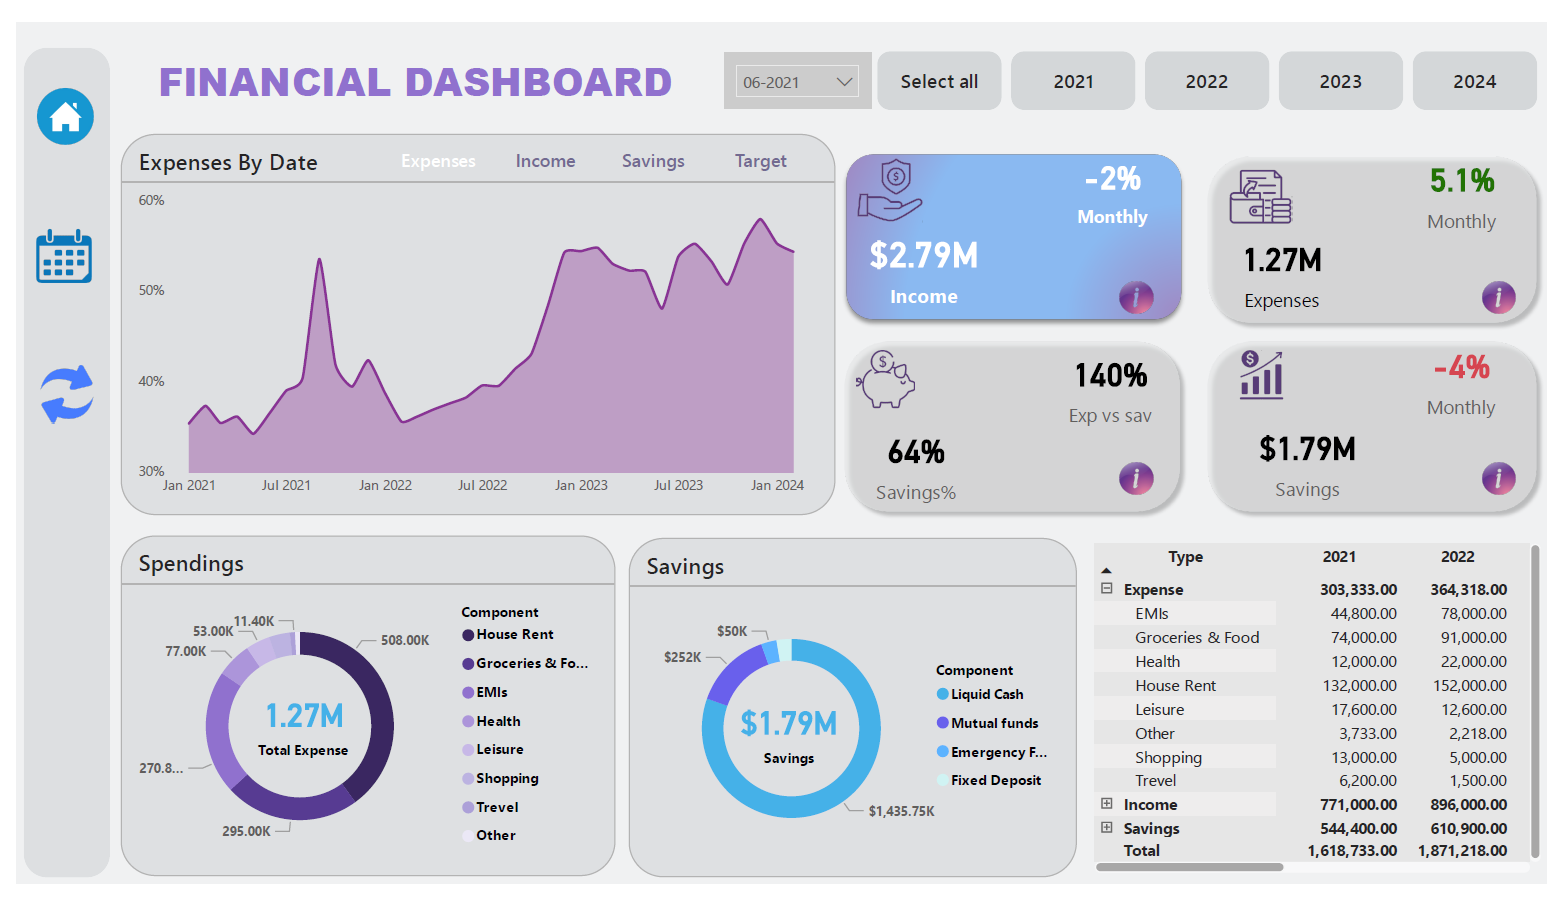 FINANCIAL DASHBOARD
06-2021
Select all
2021
2022
2023
2024
Expenses By Date
Expenses
Income
Savings
Target
60%
50%
40%
30%
Jan 2021
Jul 2021
Jan 2022
Jul 2022
Jan 2023
Jul 2023
Jan 2024
-2%
Monthly
$2.79M
Income
i
5.1%
Monthly
1.27M
Expenses
i
140%
Exp vs sav
64%
Savings%
i
-4%
Monthly
$1.79M
Savings
i
Spendings
11.40K
53.00K
77.00K
270.8...
295.00K
508.00K
1.27M
Total Expense
Component
House Rent
Groceries & Fo...
EMIs
Health
Leisure
Shopping
Trevel
Other
Savings
$50K
$252K
$1,435.75K
$1.79M
Savings
Component
Liquid Cash
Mutual funds
Emergency F...
Fixed Deposit
Type 2021 2022
Expense 303,333.00 364,318.00
EMIs 44,800.00 78,000.00
Groceries & Food 74,000.00 91,000.00
Health 12,000.00 22,000.00
House Rent 132,000.00 152,000.00
Leisure 17,600.00 12,600.00
Other 3,733.00 2,218.00
Shopping 13,000.00 5,000.00
Trevel 6,200.00 1,500.00
Income 771,000.00 896,000.00
Savings 544,400.00 610,900.00
Total 1,618,733.00 1,871,218.00